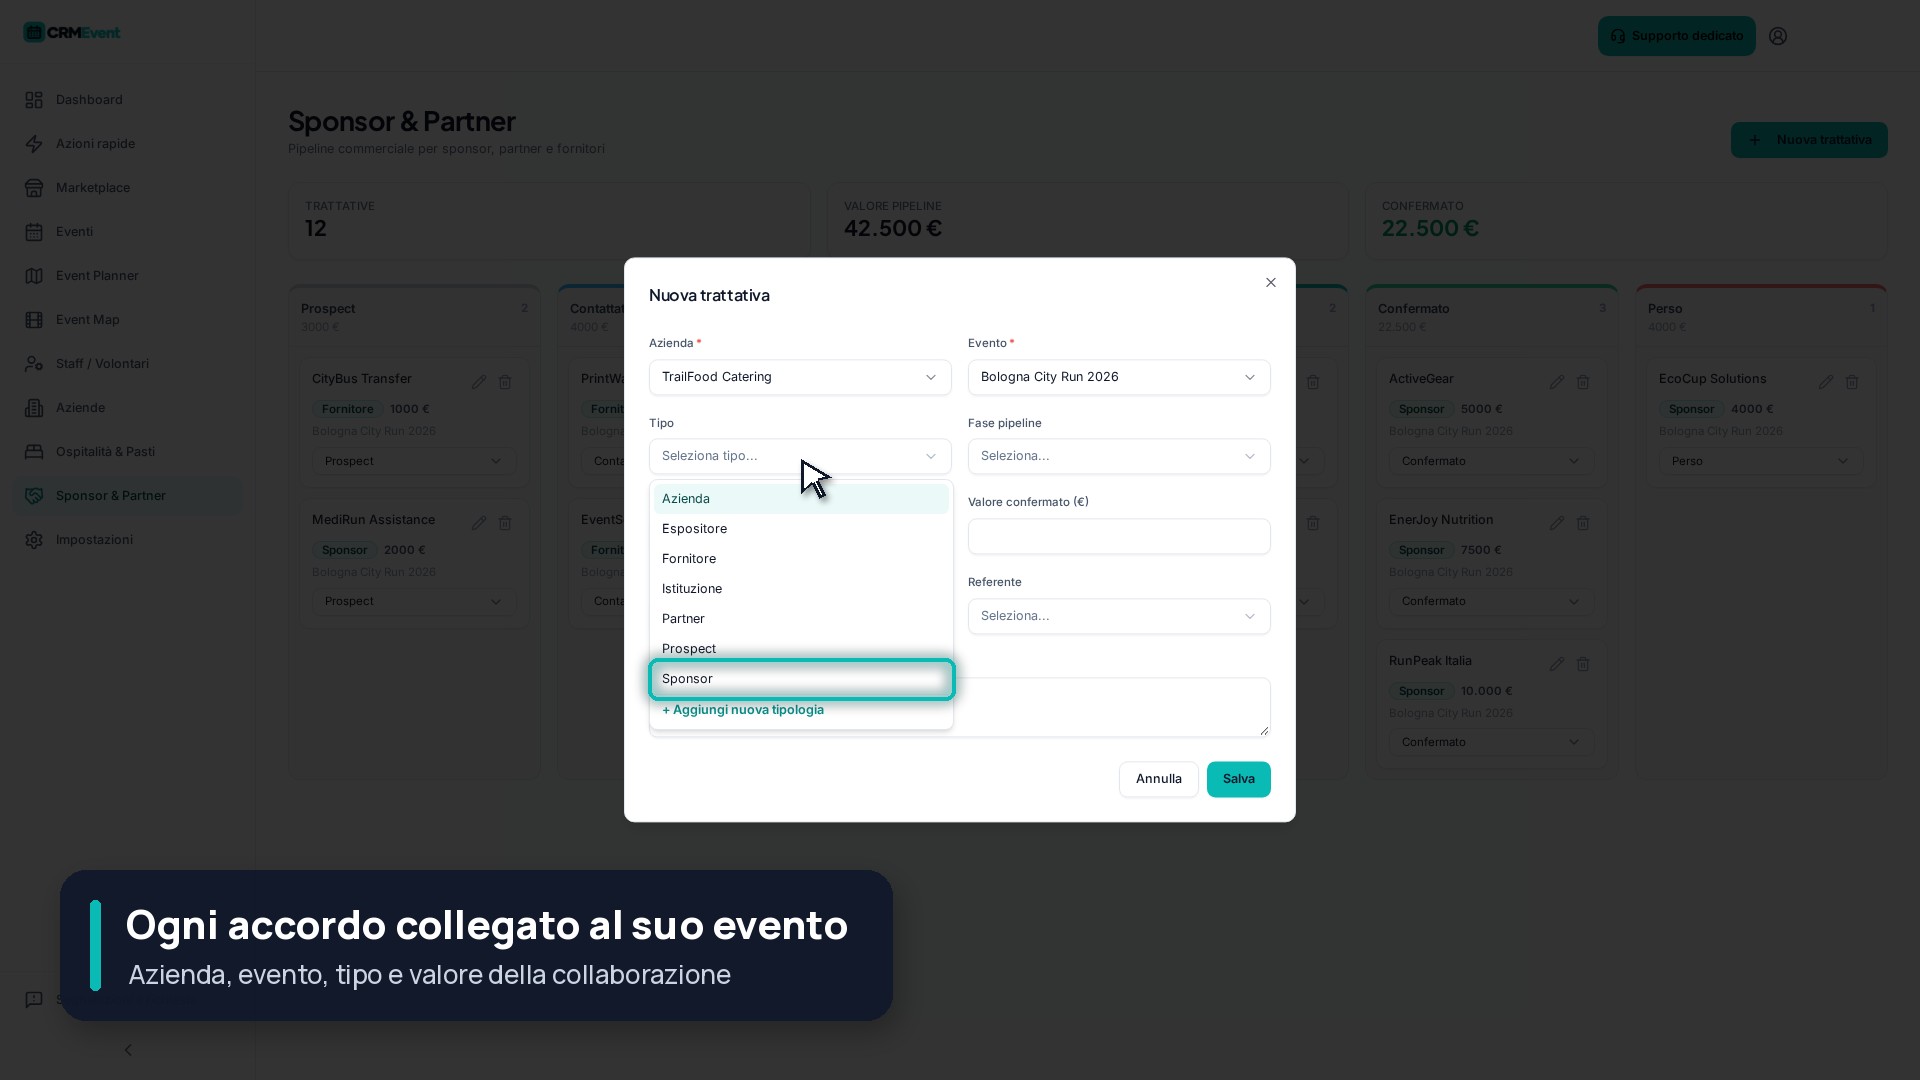 CRMEvent
Supporto dedicato
Dashboard
Azioni rapide
Marketplace
Eventi
Event Planner
Event Map
Staff / Volontari
Aziende
Ospitalità & Pasti
Sponsor & Partner
Impostazioni
Sponsor & Partner
Pipeline commerciale per sponsor, partner e fornitori
Nuova trattativa
TRATTATIVE
12
VALORE PIPELINE
42.500 €
CONFERMATO
22.500 €
Prospect 2
3000 €
CityBus Transfer
Fornitore 1000 €
Bologna City Run 2026
Prospect
MediRun Assistance
Sponsor 2000 €
Bologna City Run 2026
Prospect
4000 €
2
Confermato 3
22.500 €
ActiveGear
Sponsor 5000 €
Bologna City Run 2026
Confermato
EnerJoy Nutrition
Sponsor 7500 €
Bologna City Run 2026
Confermato
RunPeak Italia
Sponsor 10.000 €
Bologna City Run 2026
Confermato
Perso 1
4000 €
EcoCup Solutions
Sponsor 4000 €
Bologna City Run 2026
Perso
Nuova trattativa
Azienda *
TrailFood Catering
Evento *
Bologna City Run 2026
Tipo
Seleziona tipo...
Fase pipeline
Seleziona...
Azienda
Espositore
Fornitore
Istituzione
Partner
Prospect
Sponsor
+ Aggiungi nuova tipologia
Valore confermato (€)
Referente
Seleziona...
Annulla
Salva
Ogni accordo collegato al suo evento
Azienda, evento, tipo e valore della collaborazione